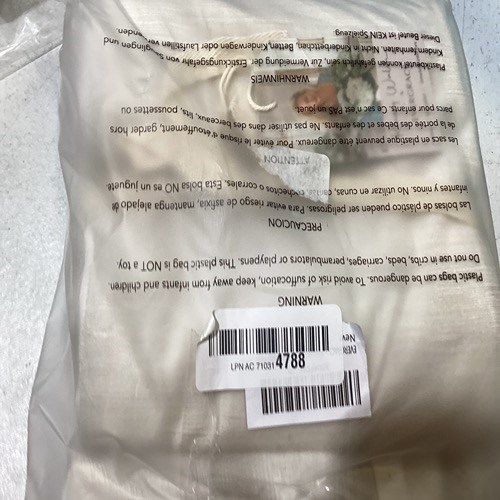 WARNING
Plastic bags can be dangerous. To avoid risk of suffocation, keep away from infants and children.
Do not use in cribs, beds, carriages, perambulators or playpens. This plastic bag is NOT a toy.
PRECAUCION
Las bolsas de plástico pueden ser peligrosas. Para evitar riesgo de asfixia, mantenga alejado de
infantes y ninos. No utilizar en cunas, camas, cochecitos o corrales. Esta bolsa NO es un juguete.
ATTENTION
Les sacs en plastique peuvent être dangereux. Pour eviter le risque d'étouffement, garder hors
de la portée des bébes et des enfants. Ne pas utiliser dans des berceaux, lits, poussettes ou
parcs pour enfants. Ce sac n'est PAS un jouet.
WARNHINWEIS
Plastikbeutel können gefährlich sein, Zur Vermeidung der Erstickungsgefahr von und
Kindern fernhalten. Nicht in Kinderbettchen, Betten, Kinderwagen oder Laufställen
Dieser Beutel ist KEIN Spielzeug.
LPN AC 71031 4788
New